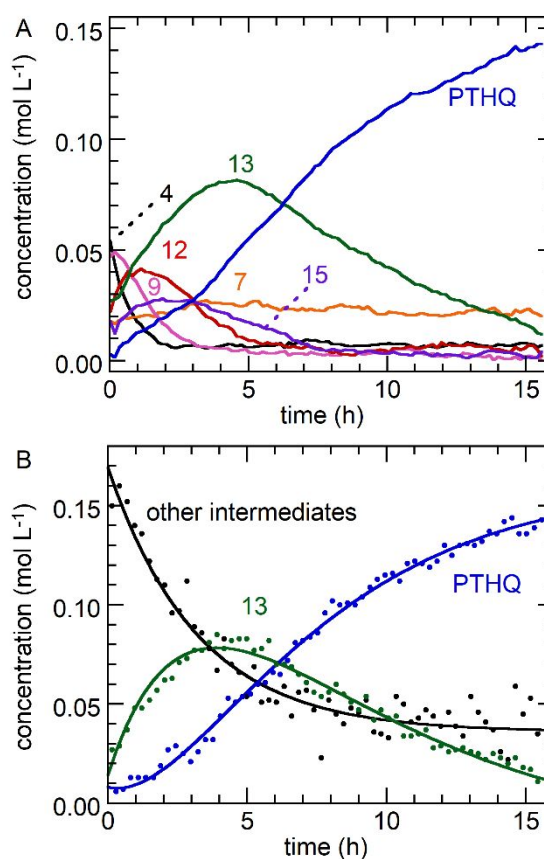 A
concentration (mol L⁻¹)
0.15
0.10
0.05
0.00
PTHQ
13
4
12
9
7
15
0
5
10
15
time (h)
B
concentration (mol L⁻¹)
0.15
0.10
0.05
0.00
other intermediates
13
PTHQ
0
5
10
15
time (h)